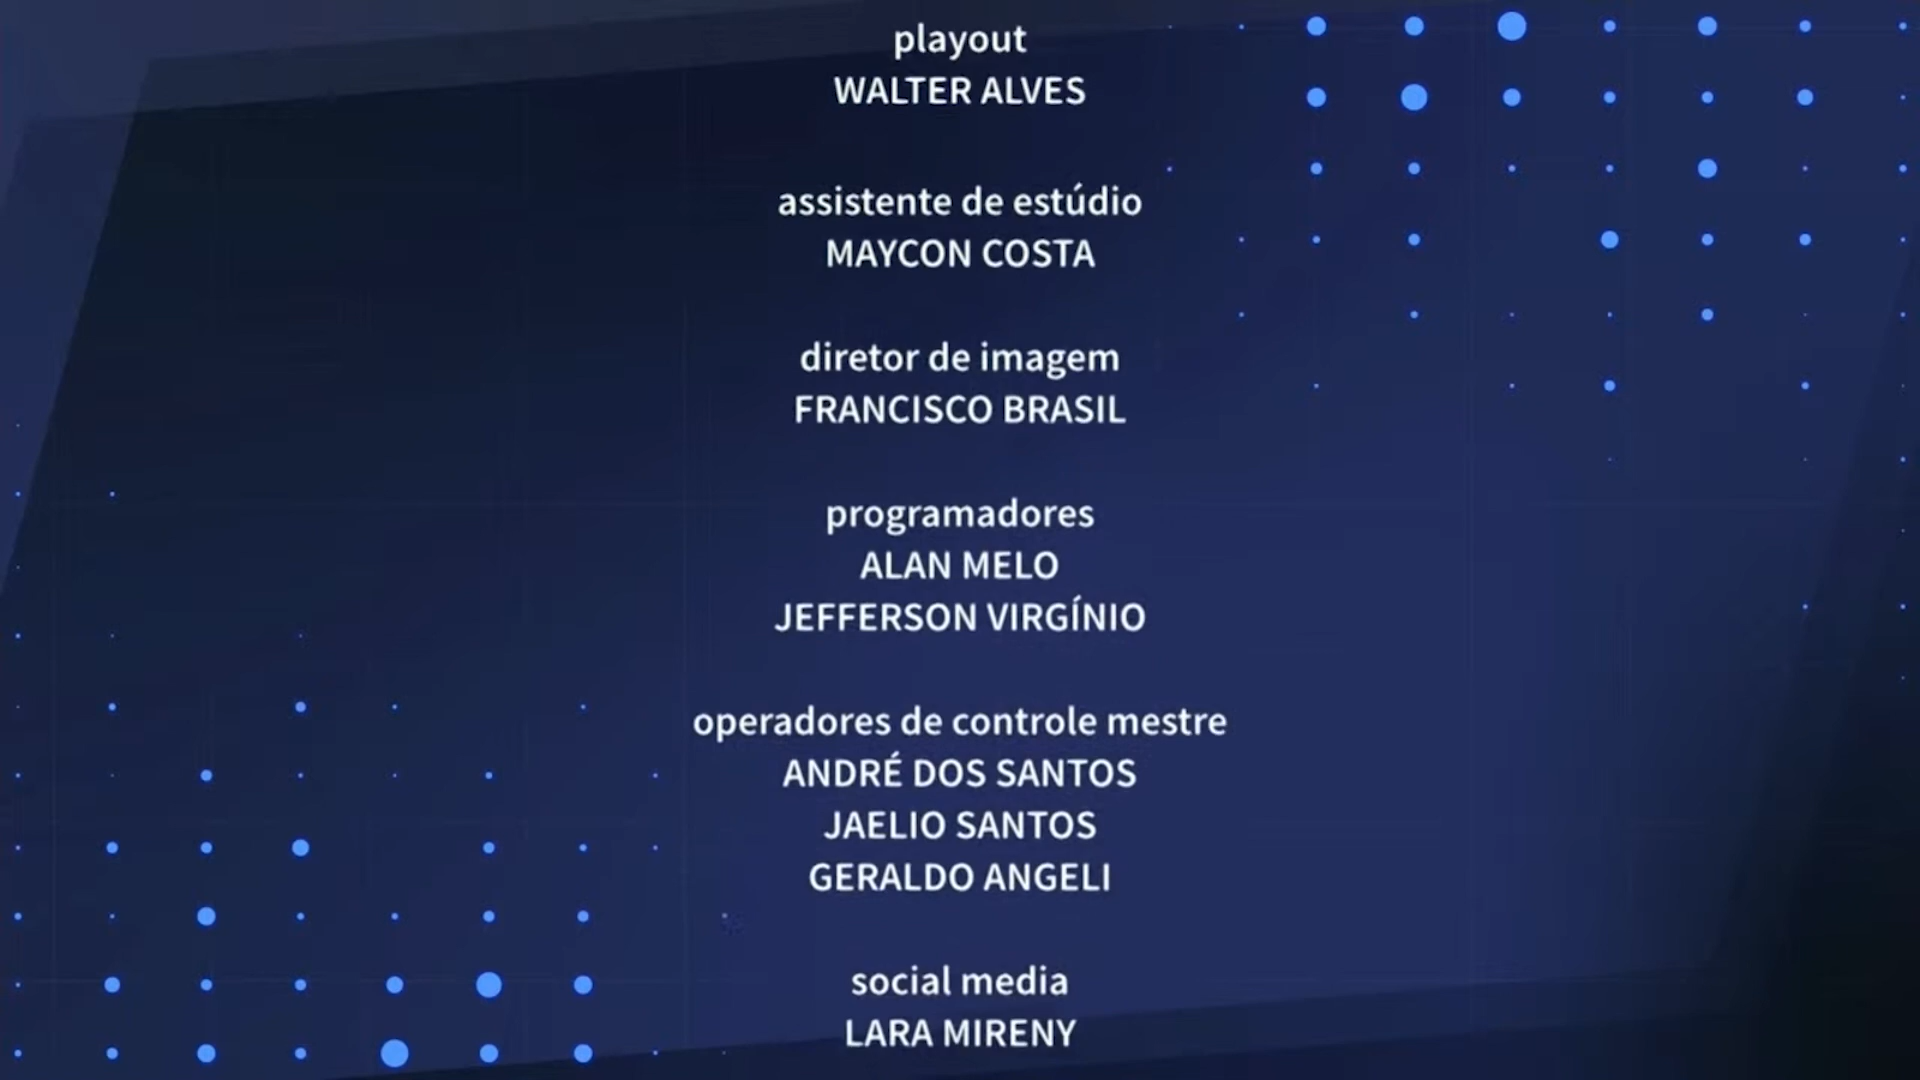 playout
WALTER ALVES
assistente de estúdio
MAYCON COSTA
diretor de imagem
FRANCISCO BRASIL
programadores
ALAN MELO
JEFFERSON VIRGÍNIO
operadores de controle mestre
ANDRÉ DOS SANTOS
JAELIO SANTOS
GERALDO ANGELI
social media
LARA MIRENY